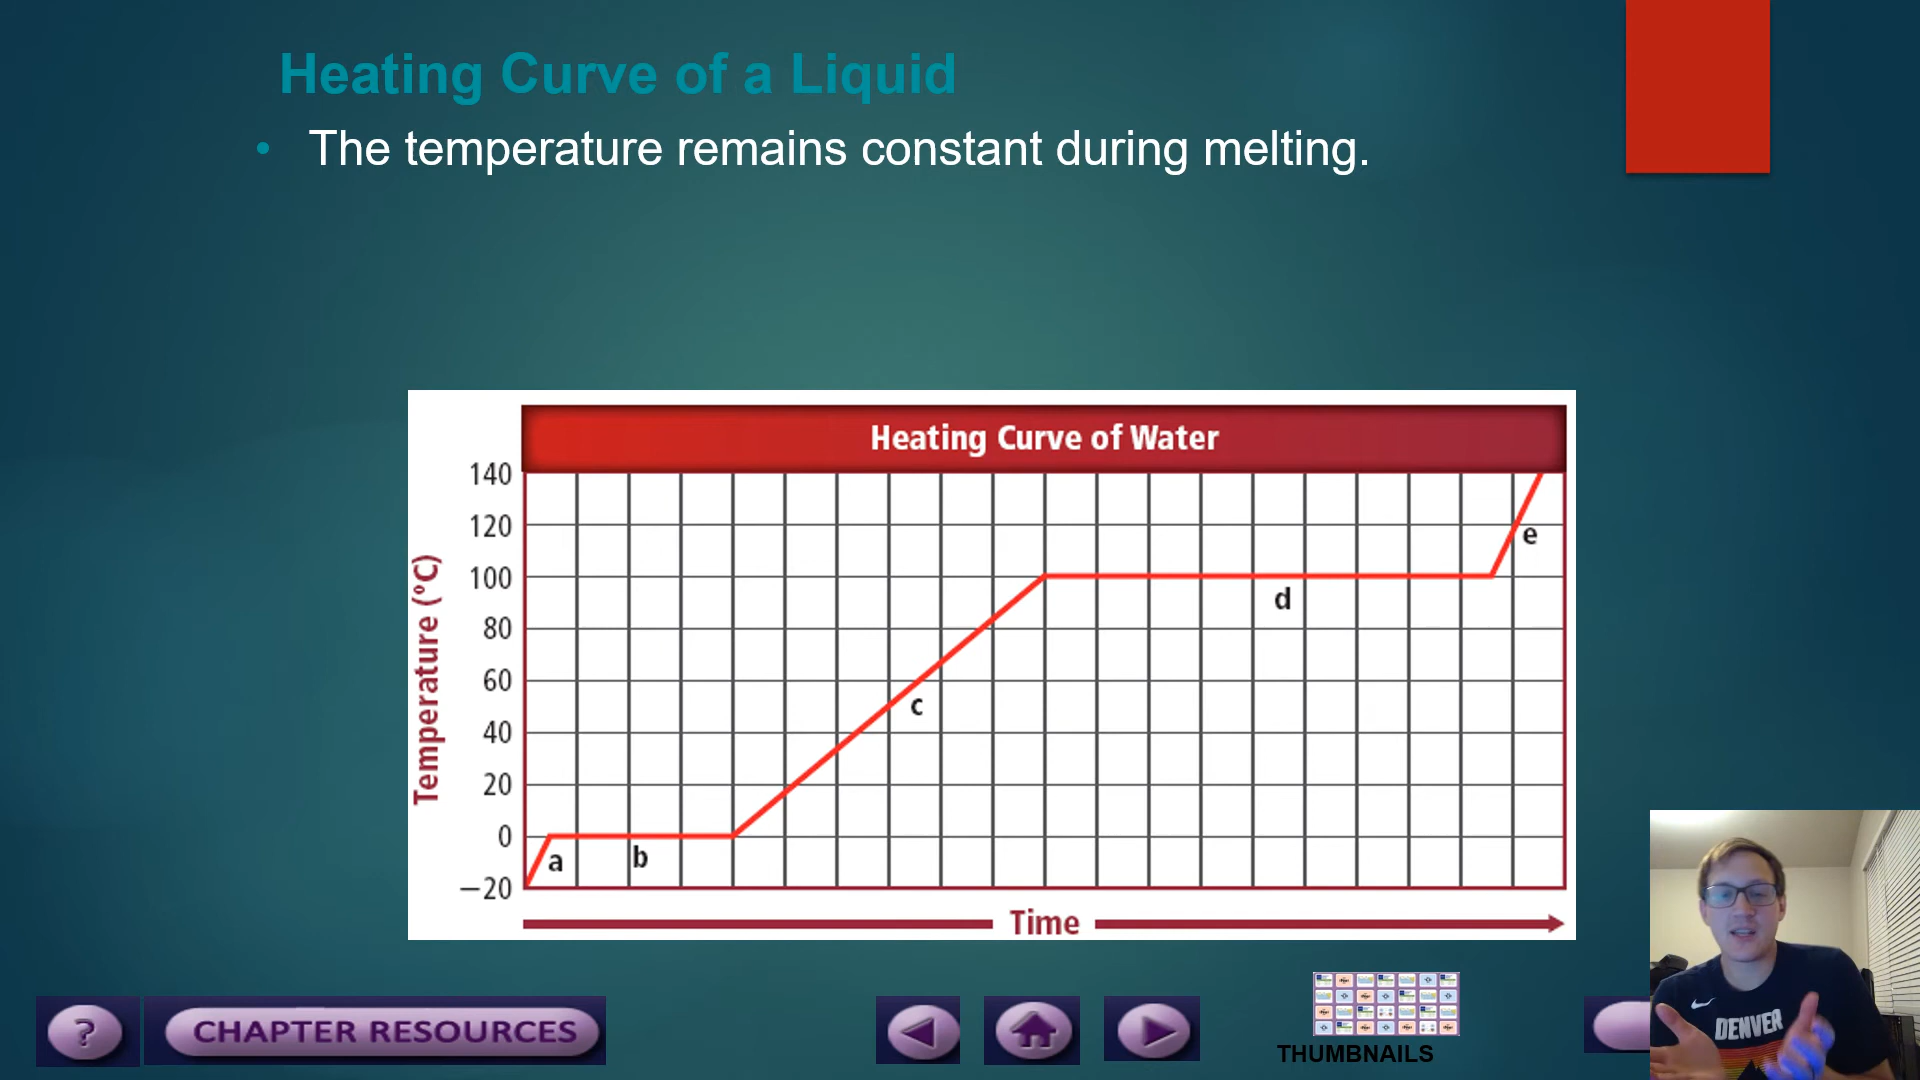 Heating Curve of a Liquid
• The temperature remains constant during melting.
Heating Curve of Water
140
120
100
80
60
40
20
0
−20
Temperature (°C)
a
b
c
d
e
Time
?
CHAPTER RESOURCES
THUMBNAILS
DENVER